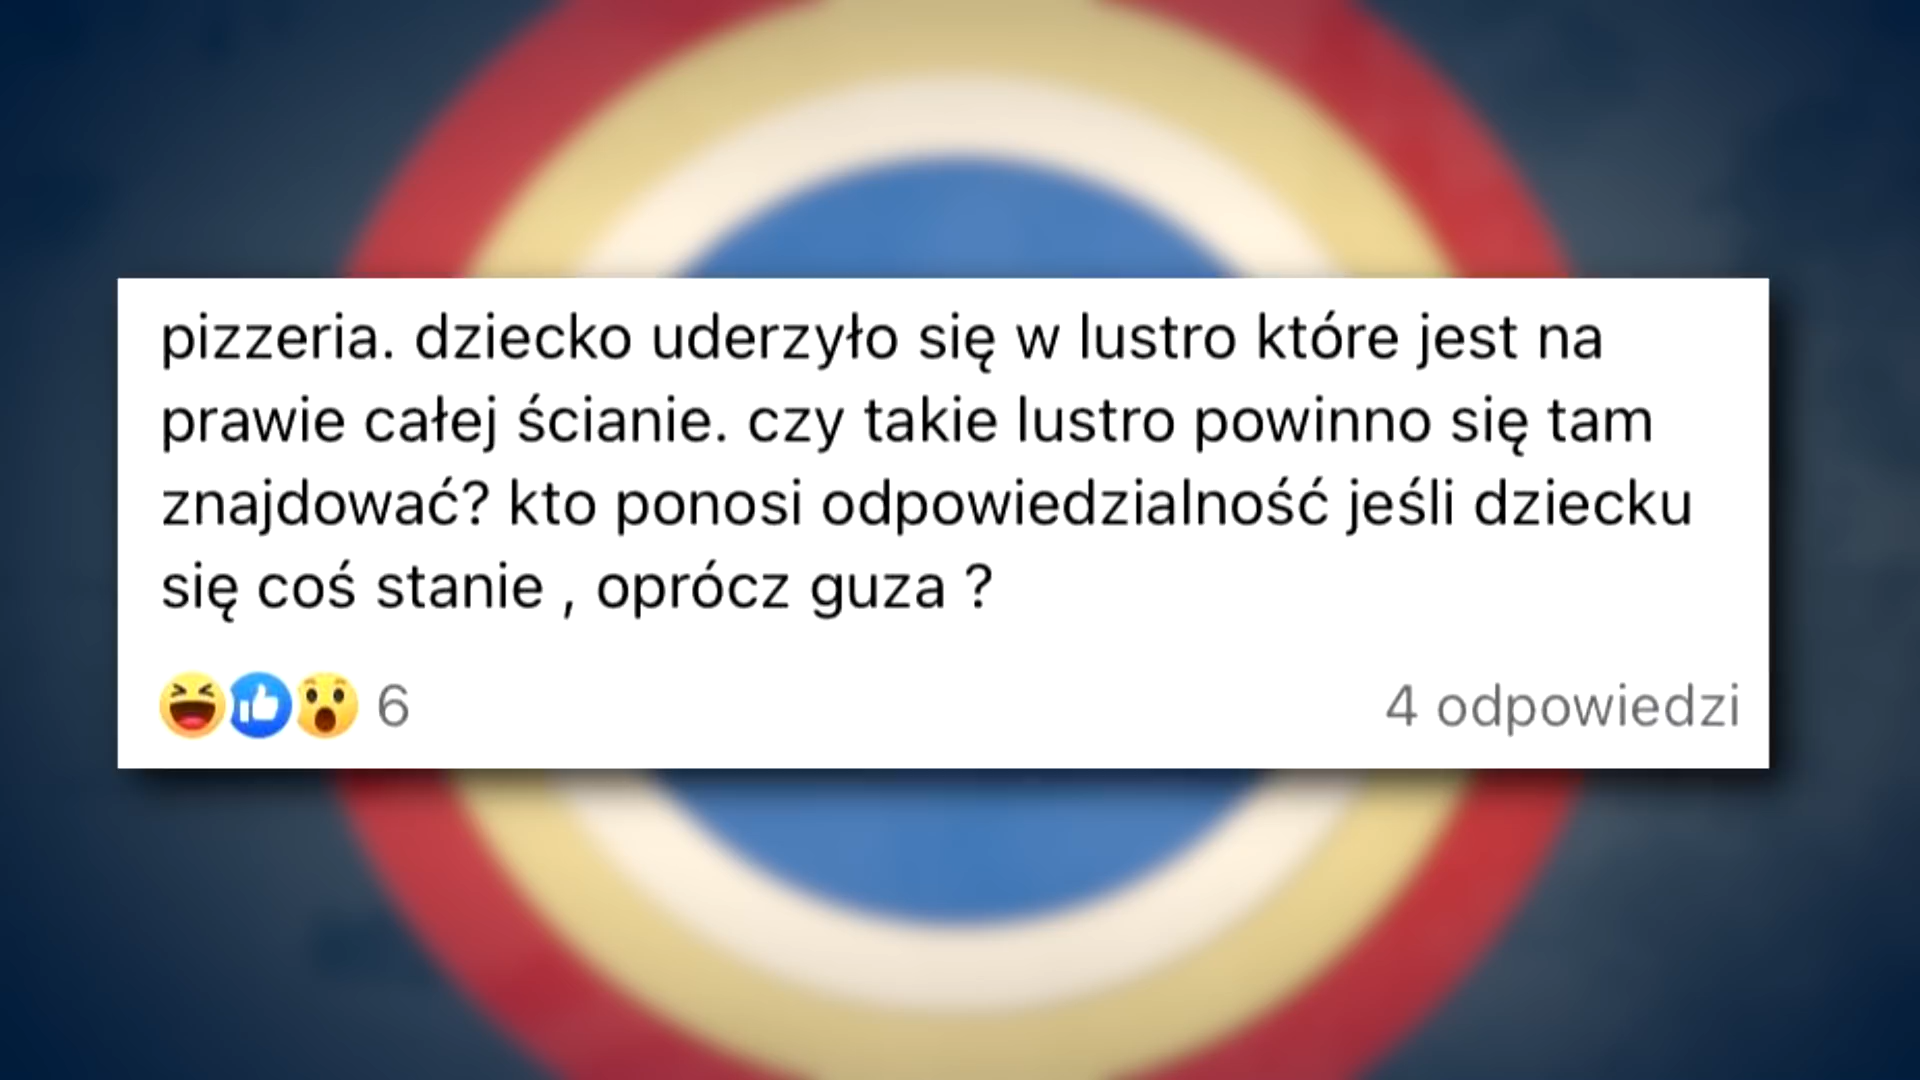 pizzeria. dziecko uderzyło się w lustro które jest na
prawie całej ścianie. czy takie lustro powinno się tam
znajdować? kto ponosi odpowiedzialność jeśli dziecku
się coś stanie , oprócz guza ?
6
4 odpowiedzi